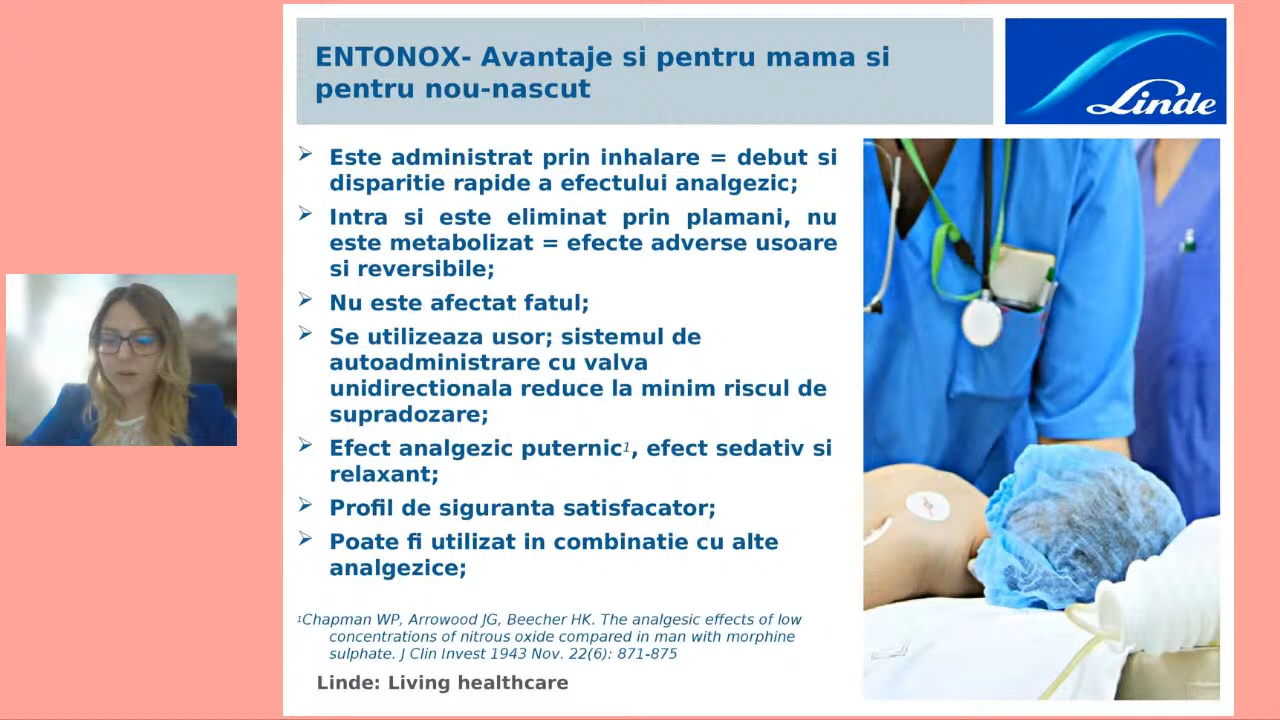 ENTONOX- Avantaje si pentru mama si
pentru nou-nascut
Linde
➢ Este administrat prin inhalare = debut si
disparitie rapide a efectului analgezic;
➢ Intra si este eliminat prin plamani, nu
este metabolizat = efecte adverse usoare
si reversibile;
➢ Nu este afectat fatul;
➢ Se utilizeaza usor; sistemul de
autoadministrare cu valva
unidirectionala reduce la minim riscul de
supradozare;
➢ Efect analgezic puternic¹, efect sedativ si
relaxant;
➢ Profil de siguranta satisfacator;
➢ Poate fi utilizat in combinatie cu alte
analgezice;
¹Chapman WP, Arrowood JG, Beecher HK. The analgesic effects of low
concentrations of nitrous oxide compared in man with morphine
sulphate. J Clin Invest 1943 Nov. 22(6): 871-875
Linde: Living healthcare